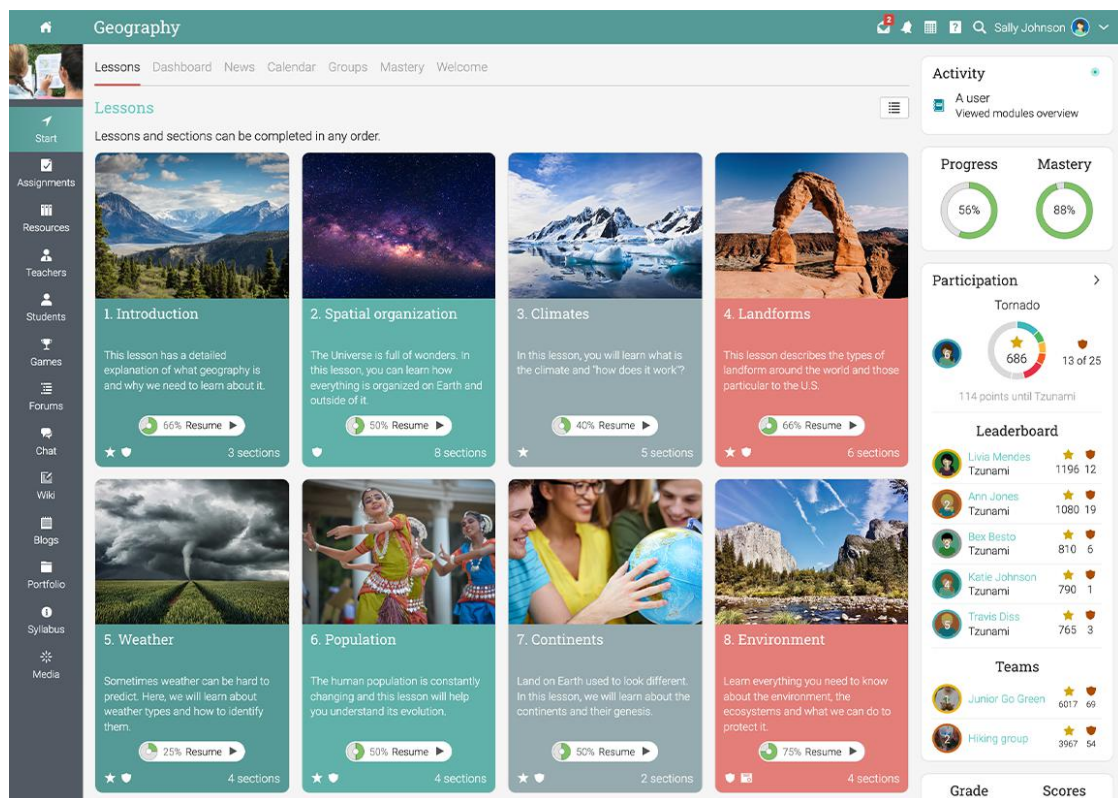 Geography
2
Sally Johnson
Start
Assignments
Resources
Teachers
Students
Games
Forums
Chat
Wiki
Blogs
Portfolio
Syllabus
Media
Lessons Dashboard News Calendar Groups Mastery Welcome
Lessons
Lessons and sections can be completed in any order.
1. Introduction
This lesson has a detailed
explanation of what geography is
and why we need to learn about it.
66% Resume
3 sections
2. Spatial organization
The Universe is full of wonders. In
this lesson, you can learn how
everything is organized on Earth and
outside of it.
50% Resume
8 sections
3. Climates
In this lesson, you will learn what is
the climate and "how does it work"?
40% Resume
5 sections
4. Landforms
This lesson describes the types of
landform around the world and those
particular to the U.S.
66% Resume
6 sections
5. Weather
Sometimes weather can be hard to
predict. Here, we will learn about
weather types and how to identify
them.
25% Resume
4 sections
6. Population
The human population is constantly
changing and this lesson will help
you understand its evolution.
50% Resume
4 sections
7. Continents
Land on Earth used to look different.
In this lesson, we will learn about the
continents and their genesis.
50% Resume
2 sections
8. Environment
Learn everything you need to know
about the environment, the
ecosystems and what we can do to
protect it.
75% Resume
4 sections
Activity
A user
Viewed modules overview
Progress Mastery
56% 88%
Participation
Tornado
686
13 of 25
114 points until Tzunami
Leaderboard
Livia Mendes
Tzunami 1196 12
Ann Jones
Tzunami 1080 19
Bex Besto
Tzunami 810 6
Katie Johnson
Tzunami 790 1
Travis Diss
Tzunami 765 3
Teams
Junior Go Green 6017 69
Hiking group 3967 54
Grade Scores